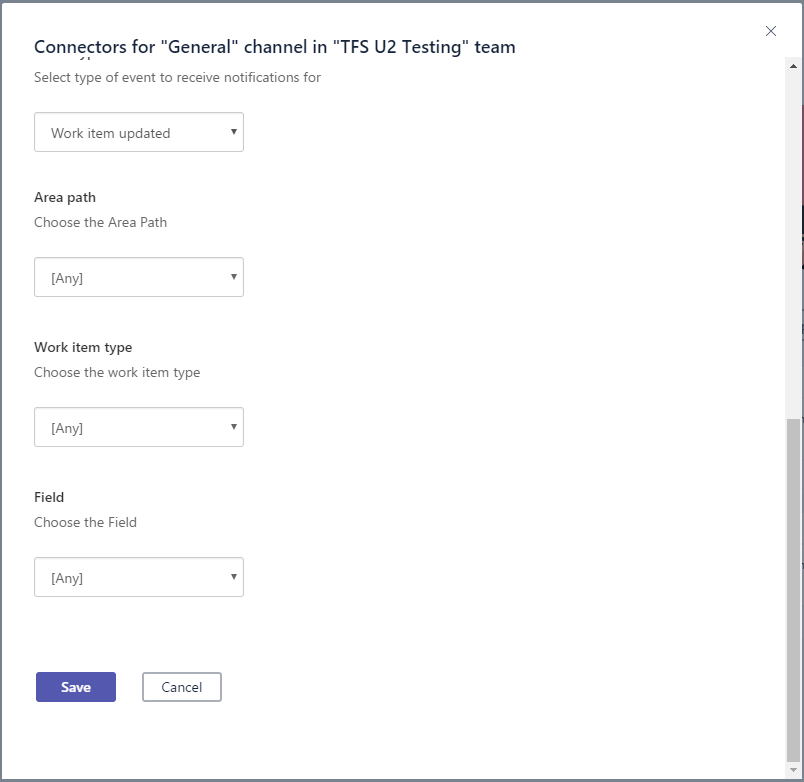 Connectors for "General" channel in "TFS U2 Testing" team
Select type of event to receive notifications for
Work item updated
Area path
Choose the Area Path
[Any]
Work item type
Choose the work item type
[Any]
Field
Choose the Field
[Any]
Save
Cancel